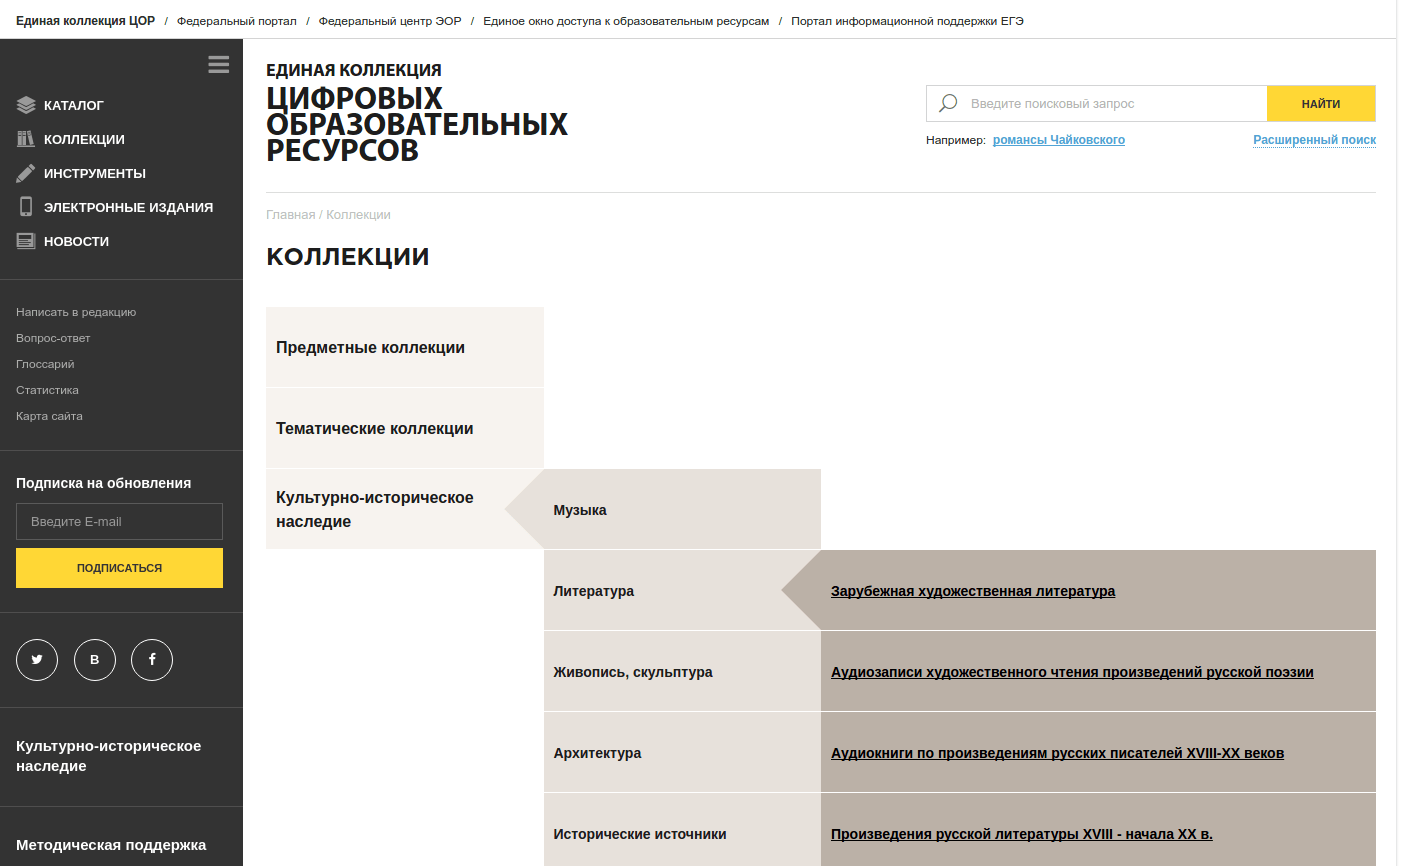 Единая коллекция ЦОР / Федеральный портал / Федеральный центр ЭОР / Единое окно доступа к образовательным ресурсам / Портал информационной поддержки ЕГЭ
КАТАЛОГ
КОЛЛЕКЦИИ
ИНСТРУМЕНТЫ
ЭЛЕКТРОННЫЕ ИЗДАНИЯ
НОВОСТИ
Написать в редакцию
Вопрос-ответ
Глоссарий
Статистика
Карта сайта
Подписка на обновления
Введите E-mail
ПОДПИСАТЬСЯ
В
Культурно-историческое
наследие
Методическая поддержка
ЕДИНАЯ КОЛЛЕКЦИЯ
ЦИФРОВЫХ
ОБРАЗОВАТЕЛЬНЫХ
РЕСУРСОВ
Введите поисковый запрос
НАЙТИ
Например: романсы Чайковского
Расширенный поиск
Главная / Коллекции
КОЛЛЕКЦИИ
Предметные коллекции
Тематические коллекции
Культурно-историческое
наследие
Музыка
Литература
Живопись, скульптура
Архитектура
Исторические источники
Зарубежная художественная литература
Аудиозаписи художественного чтения произведений русской поэзии
Аудиокниги по произведениям русских писателей XVIII-XX веков
Произведения русской литературы XVIII - начала XX в.